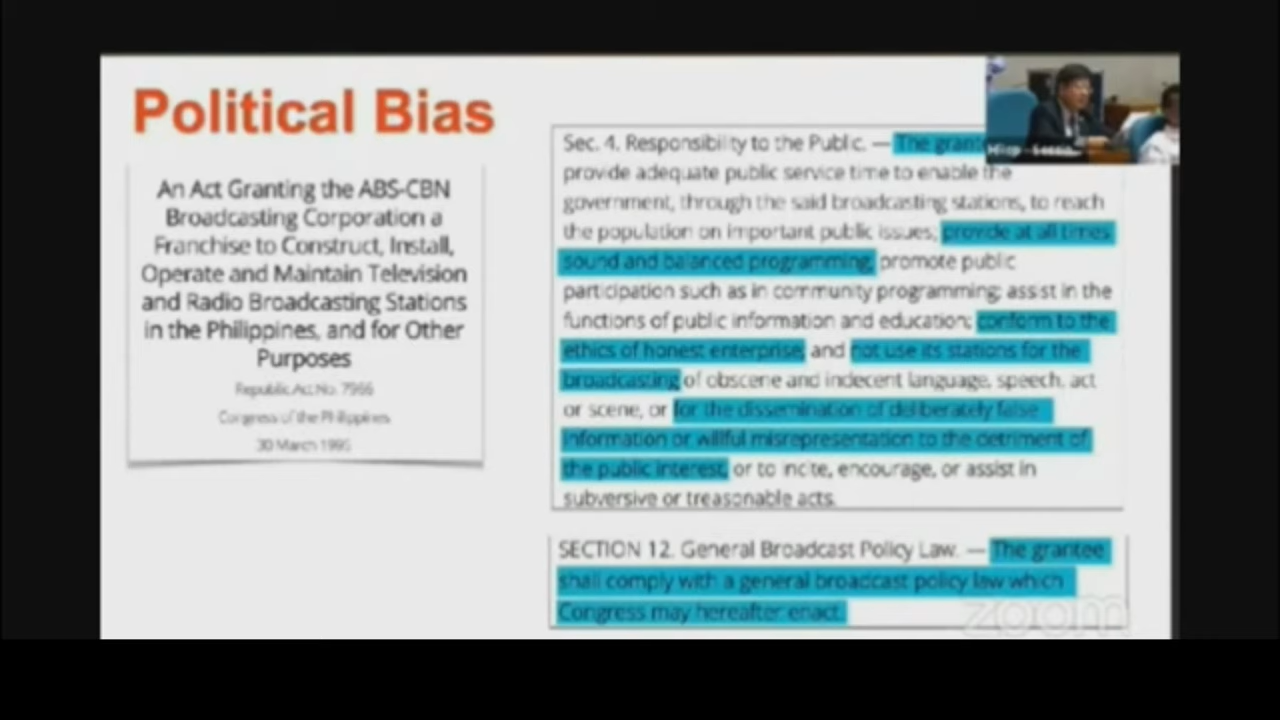 Political Bias
An Act Granting the ABS-CBN
Broadcasting Corporation a
Franchise to Construct, Install,
Operate and Maintain Television
and Radio Broadcasting Stations
in the Philippines, and for Other
Purposes
Republic Act No. 7966
Congress of the Philippines
30 March 1995
Sec. 4. Responsibility to the Public. — The
provide adequate public service time to enable the
government, through the said broadcasting stations, to reach
the population on important public issues; provide at all times
sound and balanced programming; promote public
participation such as in community programming; assist in the
functions of public information and education; conform to the
ethics of honest enterprise; and not use its stations for the
broadcasting of obscene and indecent language, speech, act
or scene, or for the dissemination of deliberately false
information or willful misrepresentation to the detriment of
the public interest, or to incite, encourage, or assist in
subversive or treasonable acts.
SECTION 12. General Broadcast Policy Law. — The grantee
shall comply with a general broadcast policy law which
Congress may hereafter enact.
zoom